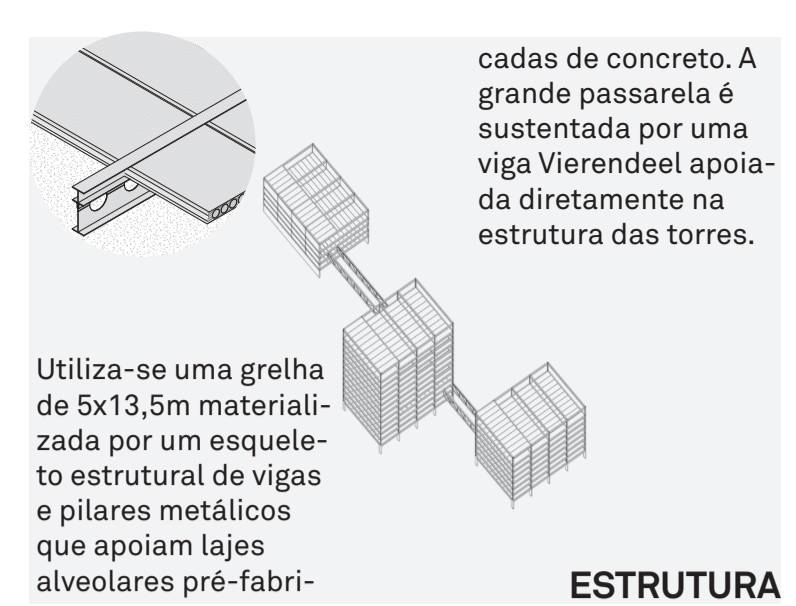 Utiliza-se uma grelha
de 5x13,5m materiali-
zada por um esquele-
to estrutural de vigas
e pilares metálicos
que apoiam lajes
alveolares pré-fabri-
cadas de concreto. A
grande passarela é
sustentada por uma
viga Vierendeel apoia-
da diretamente na
estrutura das torres.
ESTRUTURA